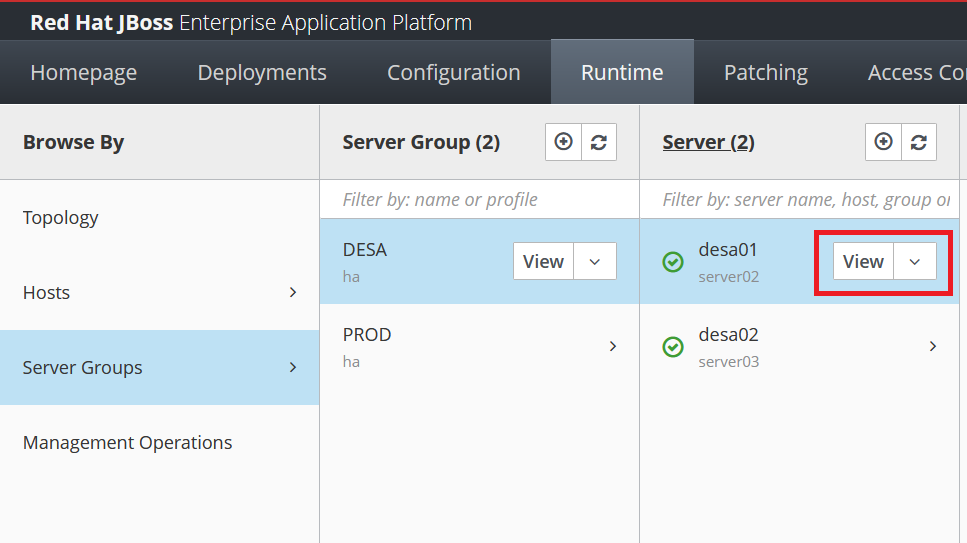 Red Hat JBoss Enterprise Application Platform
Homepage Deployments Configuration Runtime Patching Access Co
Browse By
Topology
Hosts
Server Groups
Management Operations
Server Group (2)
Filter by: name or profile
DESA
ha
View
PROD
ha
Server (2)
Filter by: server name, host, group or
desa01
server02
View
desa02
server03